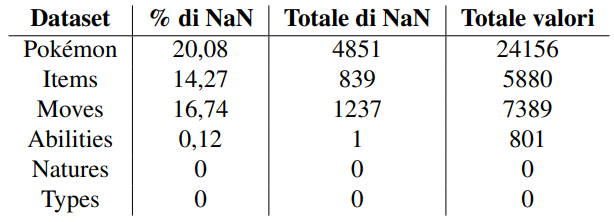 Dataset % di NaN Totale di NaN Totale valori
Pokémon 20,08 4851 24156
Items 14,27 839 5880
Moves 16,74 1237 7389
Abilities 0,12 1 801
Natures 0 0 0
Types 0 0 0